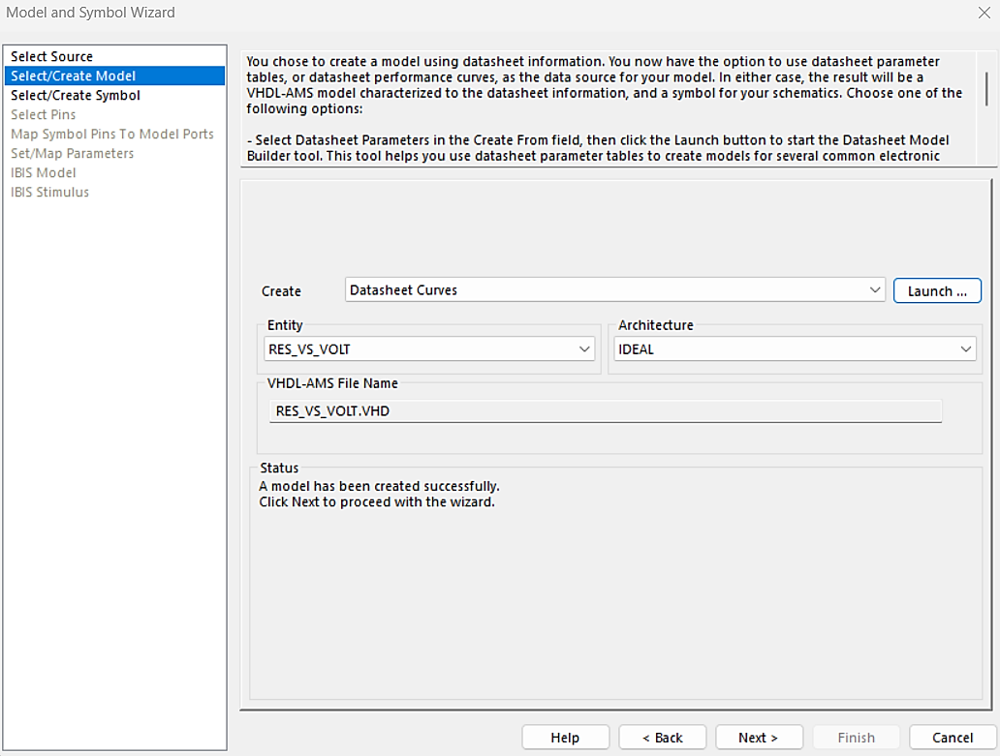 Model and Symbol Wizard
Select Source
Select/Create Model
Select/Create Symbol
Select Pins
Map Symbol Pins To Model Ports
Set/Map Parameters
IBIS Model
IBIS Stimulus
You chose to create a model using datasheet information. You now have the option to use datasheet parameter
tables, or datasheet performance curves, as the data source for your model. In either case, the result will be a
VHDL-AMS model characterized to the datasheet information, and a symbol for your schematics. Choose one of the
following options:
- Select Datasheet Parameters in the Create From field, then click the Launch button to start the Datasheet Model
Builder tool. This tool helps you use datasheet parameter tables to create models for several common electronic
Create Datasheet Curves Launch ...
Entity Architecture
RES_VS_VOLT IDEAL
VHDL-AMS File Name
RES_VS_VOLT.VHD
Status
A model has been created successfully.
Click Next to proceed with the wizard.
Help < Back Next > Finish Cancel